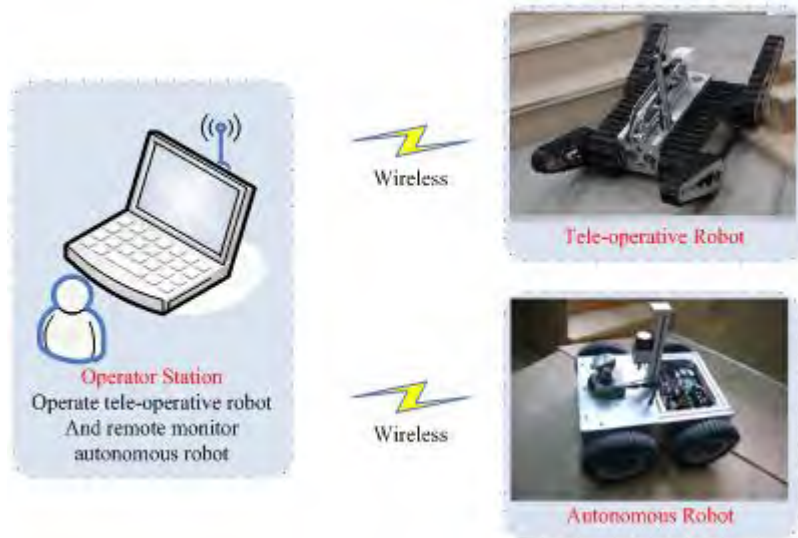 Wireless
Tele-operative Robot
Operator Station
Operate tele-operative robot
And remote monitor
autonomous robot
Wireless
Autonomous Robot